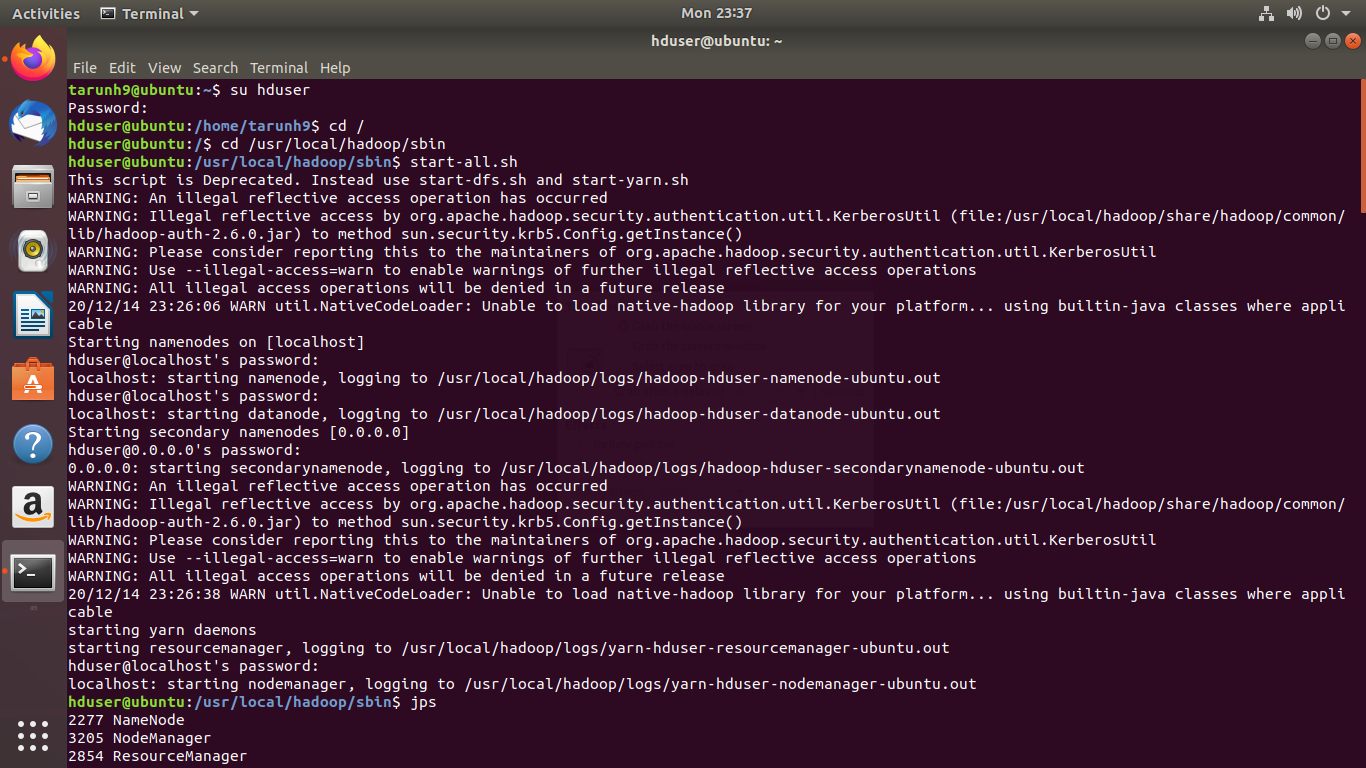 Activities Terminal Mon 23:37
hduser@ubuntu: ~
File Edit View Search Terminal Help
tarunh9@ubuntu:~$ su hduser
Password:
hduser@ubuntu:/home/tarunh9$ cd /
hduser@ubuntu:/$ cd /usr/local/hadoop/sbin
hduser@ubuntu:/usr/local/hadoop/sbin$ start-all.sh
This script is Deprecated. Instead use start-dfs.sh and start-yarn.sh
WARNING: An illegal reflective access operation has occurred
WARNING: Illegal reflective access by org.apache.hadoop.security.authentication.util.KerberosUtil (file:/usr/local/hadoop/share/hadoop/common/
lib/hadoop-auth-2.6.0.jar) to method sun.security.krb5.Config.getInstance()
WARNING: Please consider reporting this to the maintainers of org.apache.hadoop.security.authentication.util.KerberosUtil
WARNING: Use --illegal-access=warn to enable warnings of further illegal reflective access operations
WARNING: All illegal access operations will be denied in a future release
20/12/14 23:26:06 WARN util.NativeCodeLoader: Unable to load native-hadoop library for your platform... using builtin-java classes where appli
cable
Starting namenodes on [localhost]
hduser@localhost's password:
localhost: starting namenode, logging to /usr/local/hadoop/logs/hadoop-hduser-namenode-ubuntu.out
hduser@localhost's password:
localhost: starting datanode, logging to /usr/local/hadoop/logs/hadoop-hduser-datanode-ubuntu.out
Starting secondary namenodes [0.0.0.0]
hduser@0.0.0.0's password:
0.0.0.0: starting secondarynamenode, logging to /usr/local/hadoop/logs/hadoop-hduser-secondarynamenode-ubuntu.out
WARNING: An illegal reflective access operation has occurred
WARNING: Illegal reflective access by org.apache.hadoop.security.authentication.util.KerberosUtil (file:/usr/local/hadoop/share/hadoop/common/
lib/hadoop-auth-2.6.0.jar) to method sun.security.krb5.Config.getInstance()
WARNING: Please consider reporting this to the maintainers of org.apache.hadoop.security.authentication.util.KerberosUtil
WARNING: Use --illegal-access=warn to enable warnings of further illegal reflective access operations
WARNING: All illegal access operations will be denied in a future release
20/12/14 23:26:38 WARN util.NativeCodeLoader: Unable to load native-hadoop library for your platform... using builtin-java classes where appli
cable
starting yarn daemons
starting resourcemanager, logging to /usr/local/hadoop/logs/yarn-hduser-resourcemanager-ubuntu.out
hduser@localhost's password:
localhost: starting nodemanager, logging to /usr/local/hadoop/logs/yarn-hduser-nodemanager-ubuntu.out
hduser@ubuntu:/usr/local/hadoop/sbin$ jps
2277 NameNode
3205 NodeManager
2854 ResourceManager